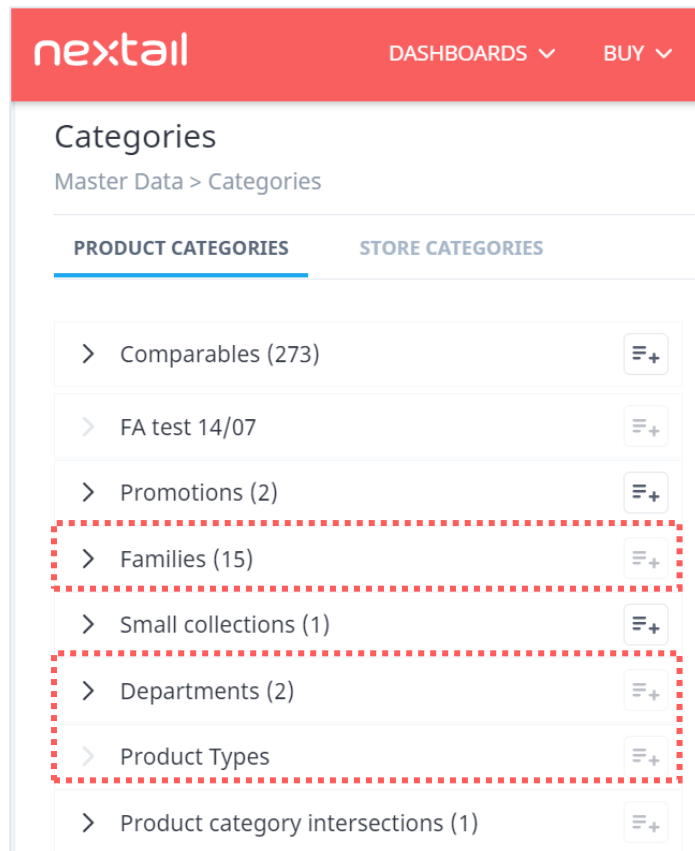 nextail
DASHBOARDS BUY
Categories
Master Data > Categories
PRODUCT CATEGORIES STORE CATEGORIES
Comparables (273)
FA test 14/07
Promotions (2)
Families (15)
Small collections (1)
Departments (2)
Product Types
Product category intersections (1)